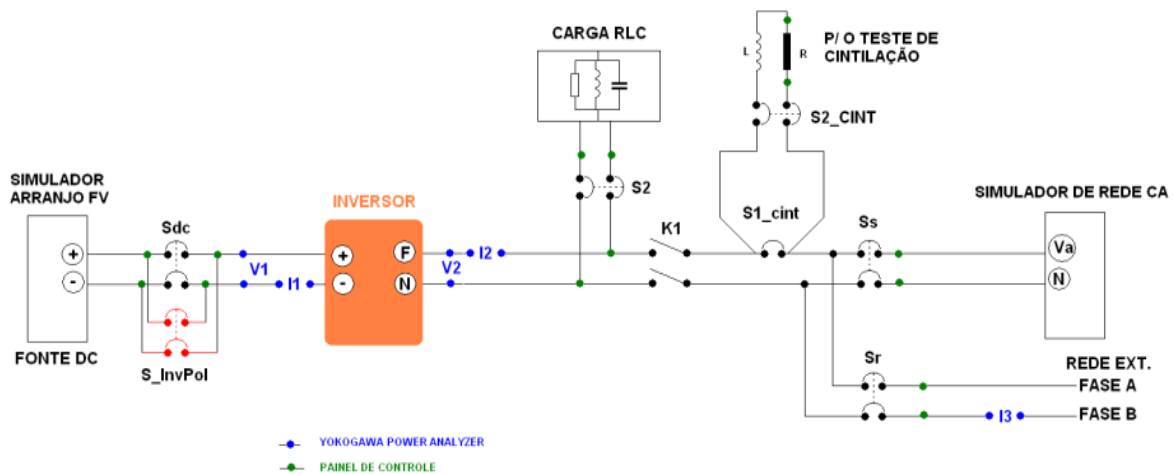 CARGA RLC
P/ O TESTE DE
CINTILAÇÃO
L
R
S2_CINT
SIMULADOR
ARRANJO FV
INVERSOR
S2
SIMULADOR DE REDE CA
Sdc
K1
S1_cint
Ss
+
-
V1
I1
+
-
F
N
V2
I2
Va
N
FONTE DC
S_InvPol
Sr
REDE EXT.
FASE A
FASE B
I3
YOKOGAWA POWER ANALYZER
PAINEL DE CONTROLE